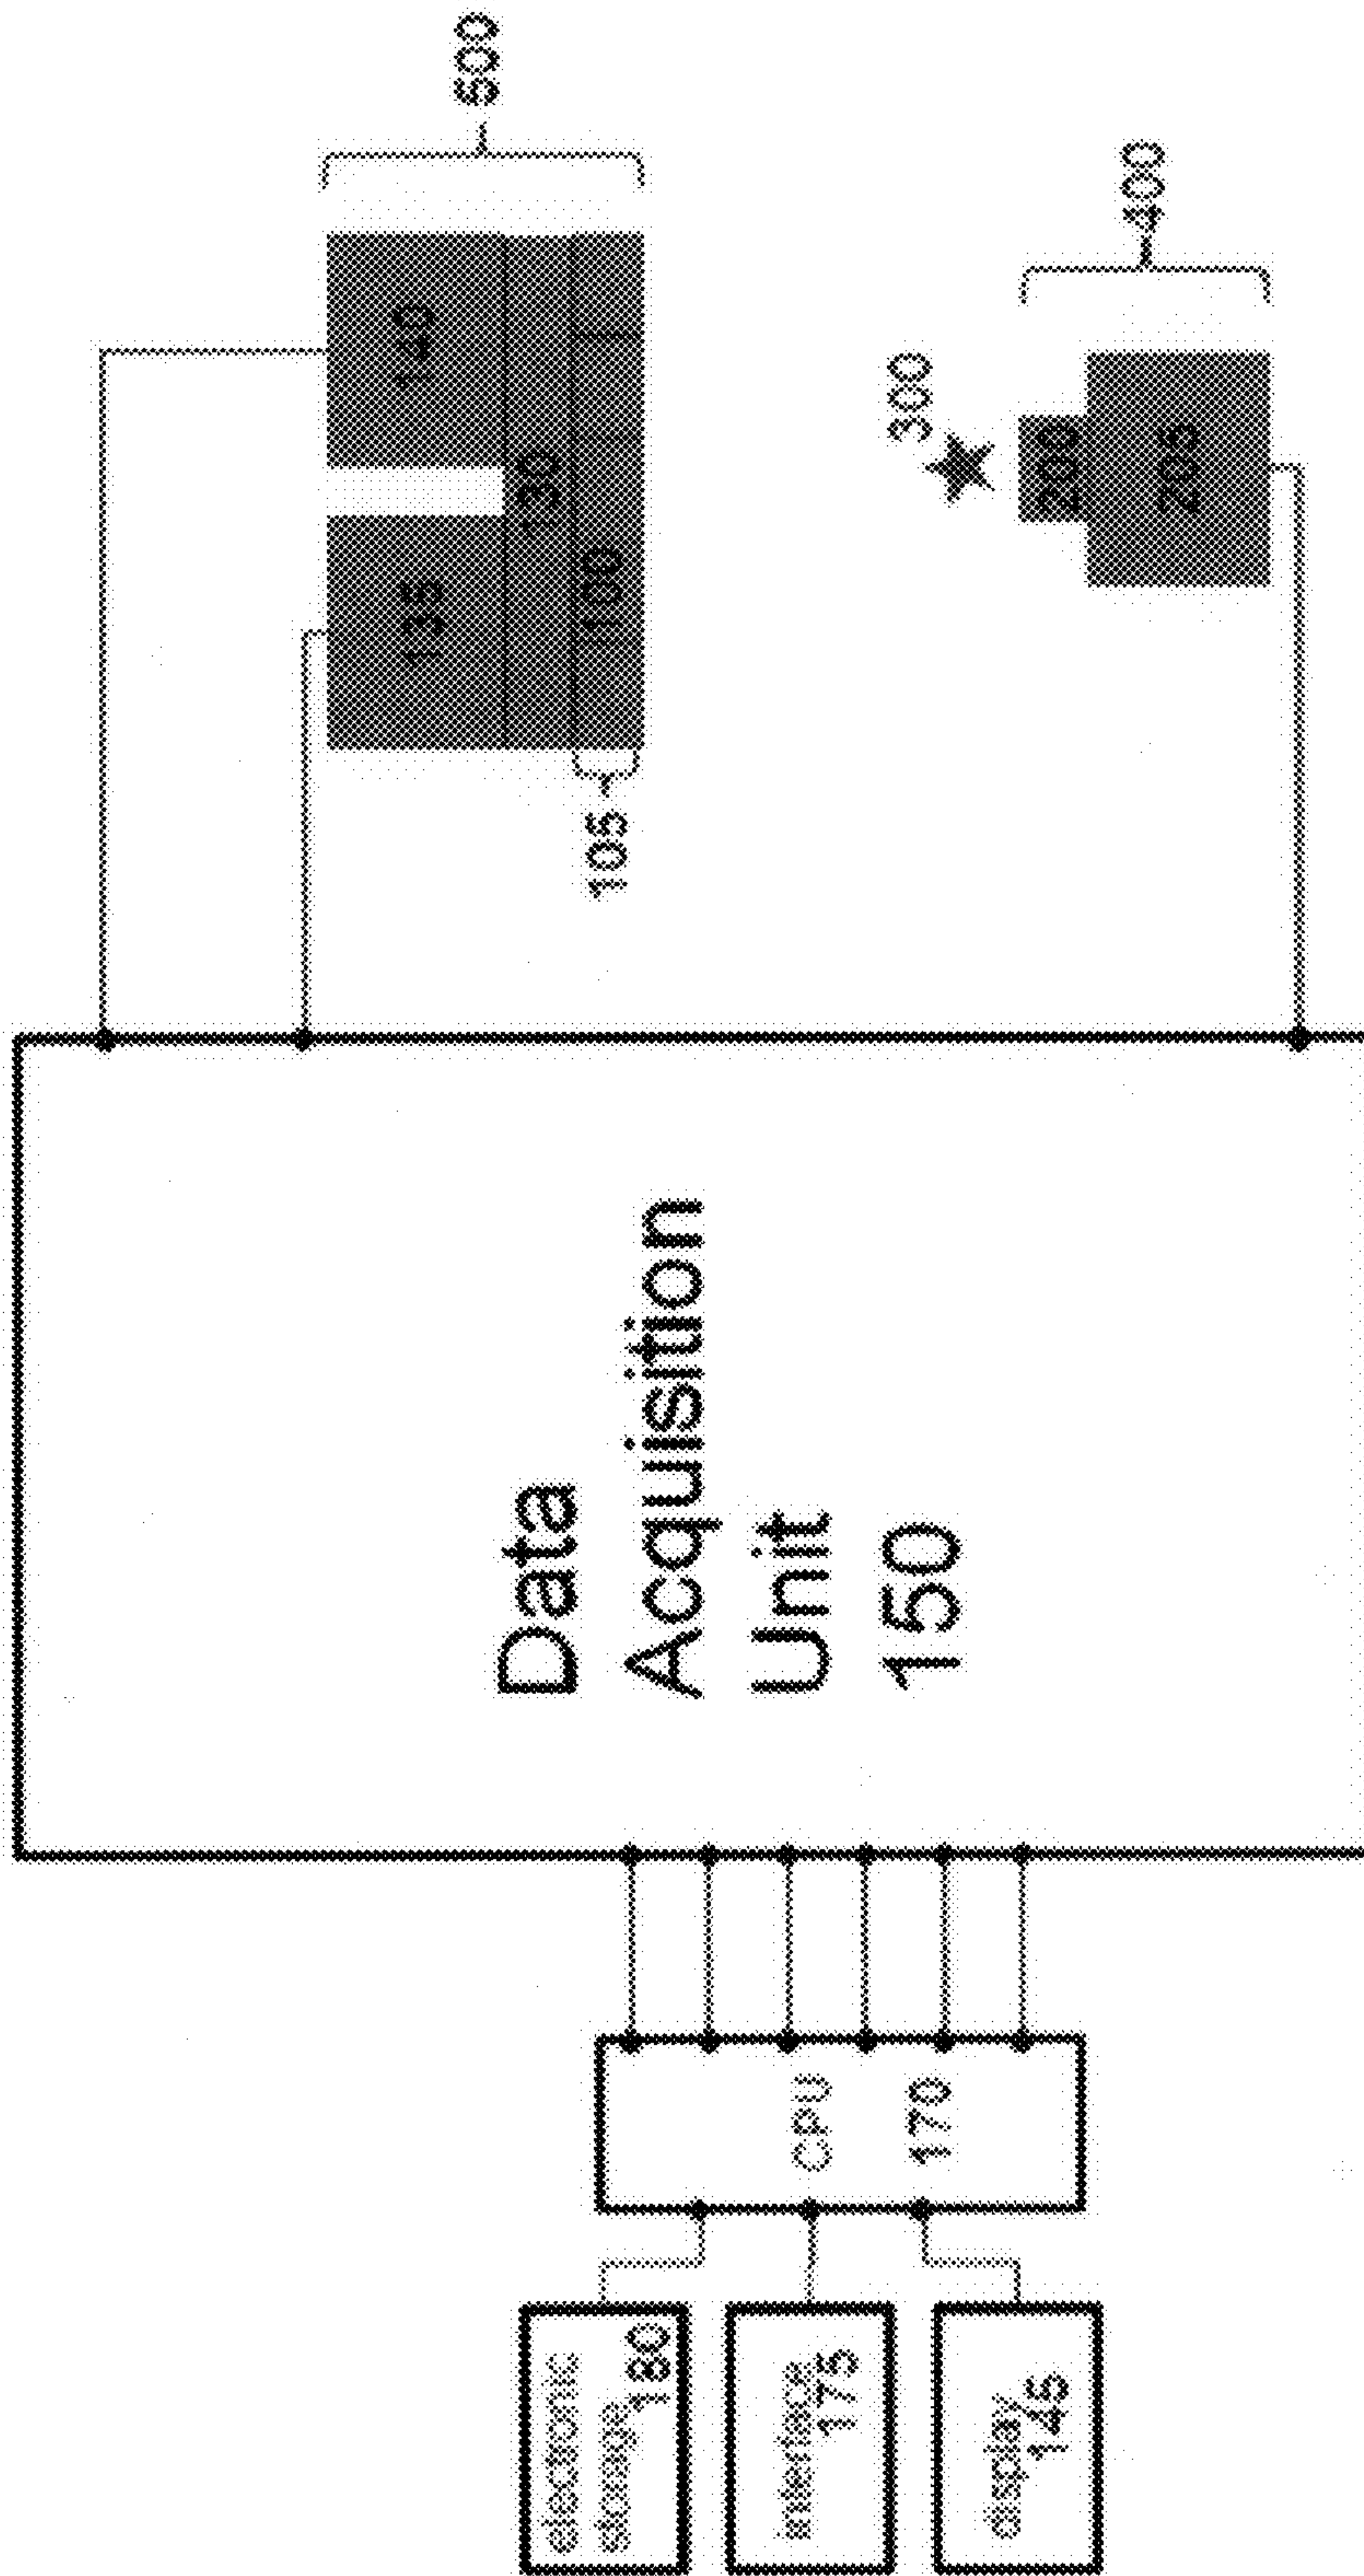 electronic
storage 180
interface
175
display
145
CPU
170
Data
Acquisition
Unit
150
135
140
130
100
105
500
300
200
205
400